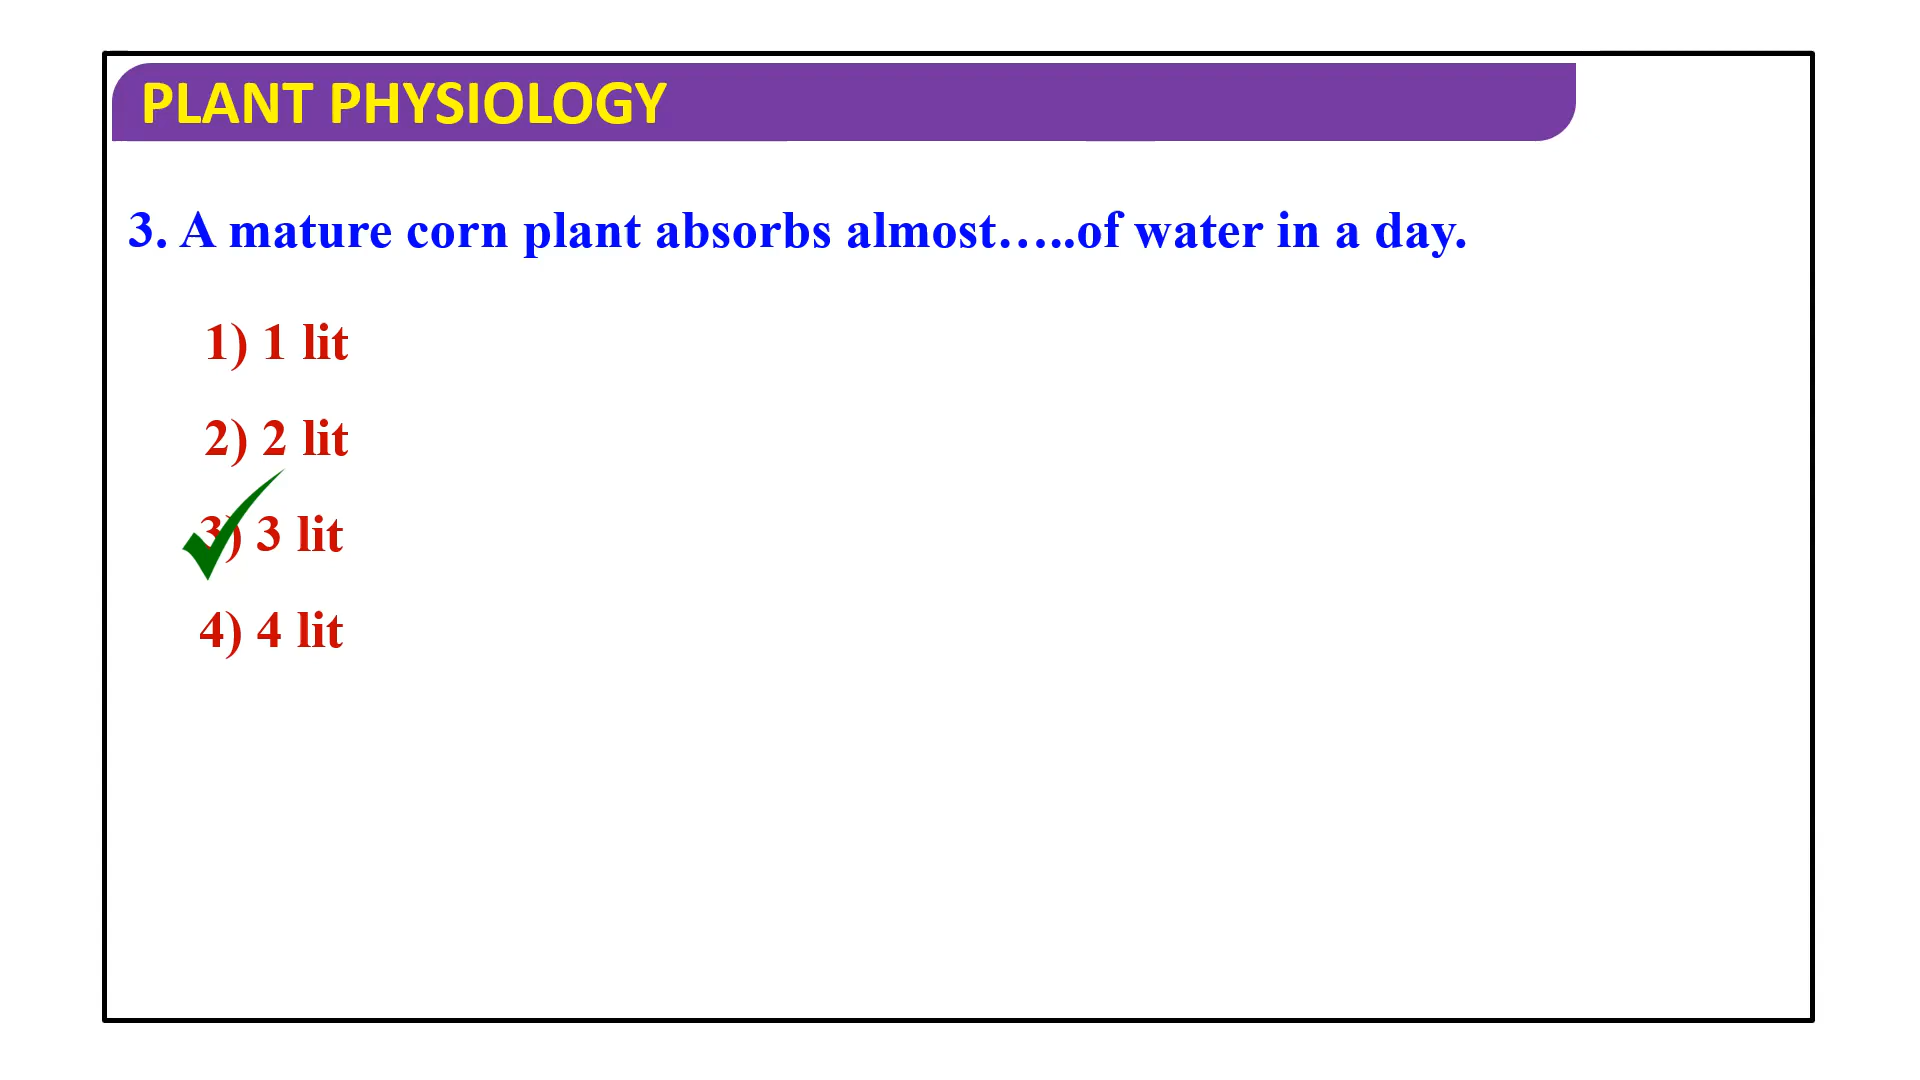 PLANT PHYSIOLOGY
3. A mature corn plant absorbs almost…..of water in a day.
1) 1 lit
2) 2 lit
3) 3 lit
4) 4 lit